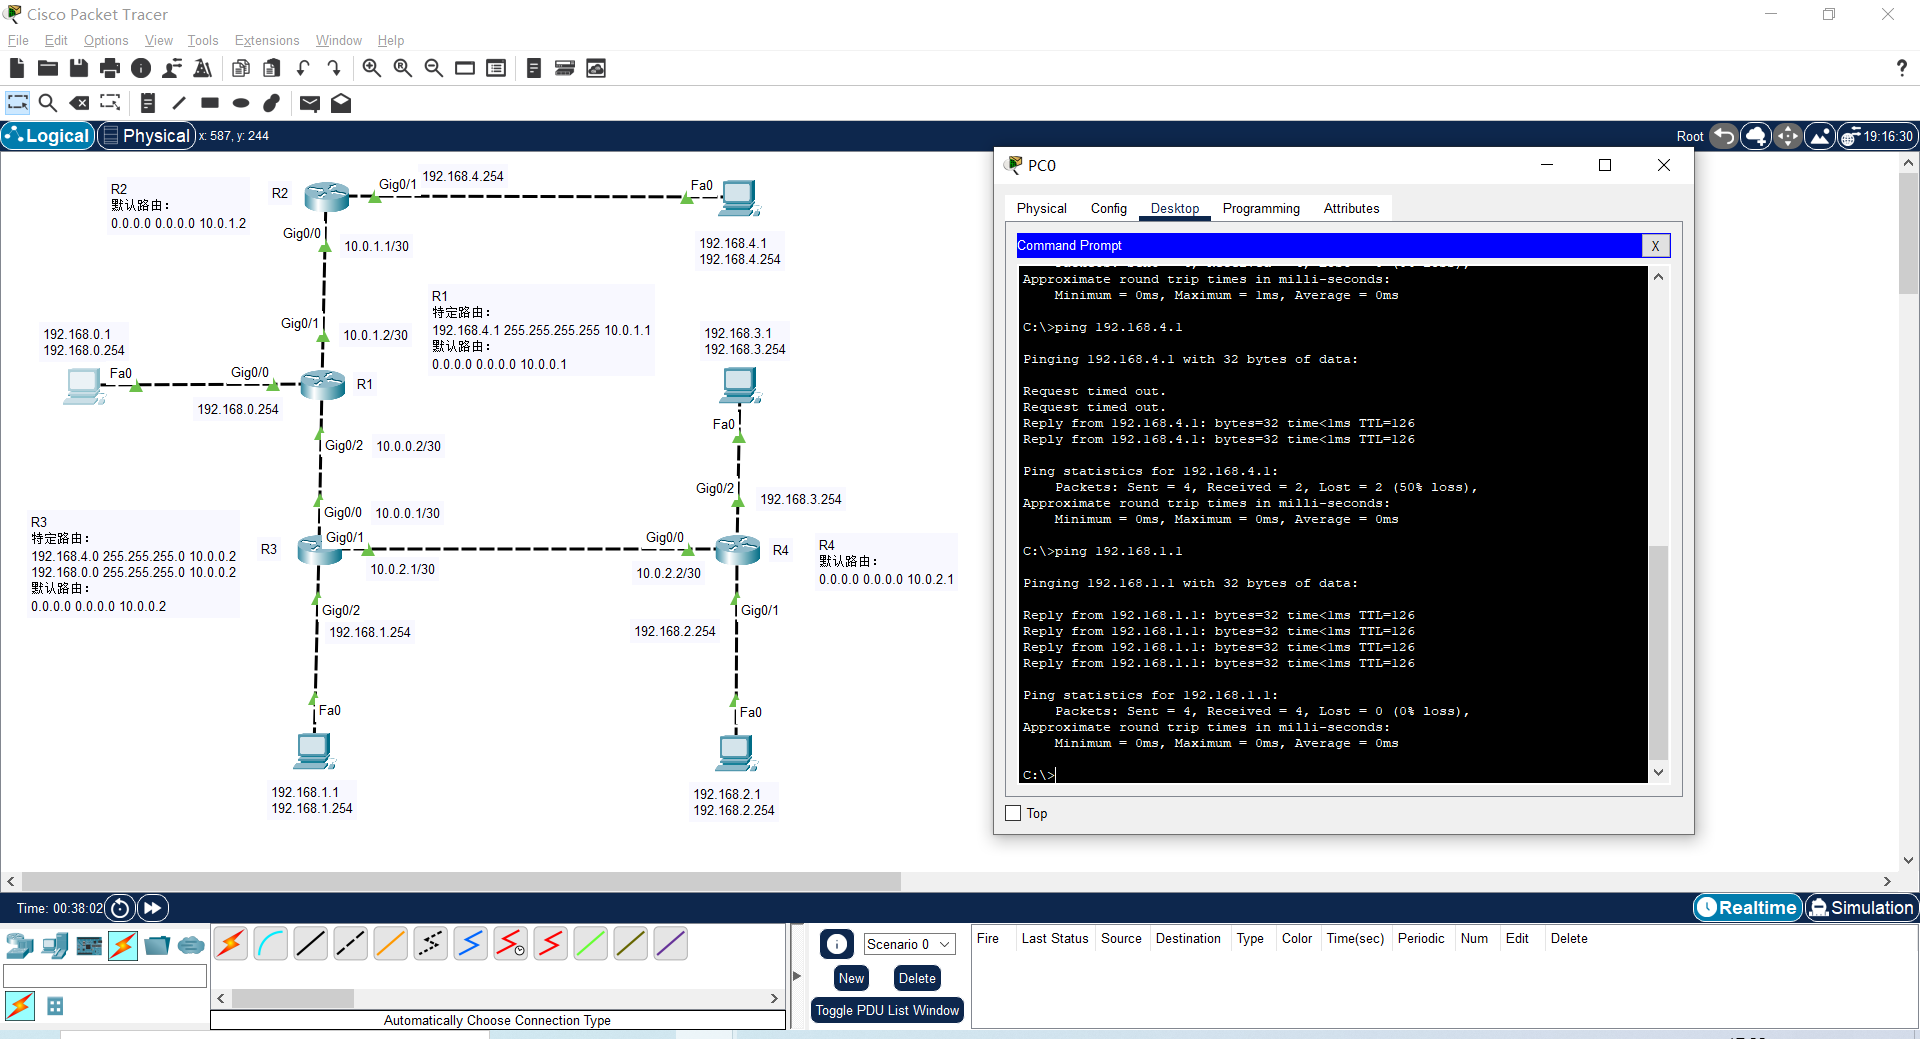 Cisco Packet Tracer
File Edit Options View Tools Extensions Window Help
?
Logical Physical x: 587, y: 244
Root 19:16:30
R2
默认路由：
0.0.0.0 0.0.0.0 10.0.1.2
R2
Gig0/1
192.168.4.254
Fa0
192.168.4.1
192.168.4.254
Gig0/0
10.0.1.1/30
R1
特定路由：
192.168.4.1 255.255.255.255 10.0.1.1
默认路由：
0.0.0.0 0.0.0.0 10.0.0.1
Gig0/1
10.0.1.2/30
192.168.0.1
192.168.0.254
Fa0
Gig0/0
R1
192.168.0.254
192.168.3.1
192.168.3.254
Fa0
Gig0/2
10.0.0.2/30
Gig0/2
192.168.3.254
Gig0/0
10.0.0.1/30
R3
特定路由：
192.168.4.0 255.255.255.0 10.0.0.2
192.168.0.0 255.255.255.0 10.0.0.2
默认路由：
0.0.0.0 0.0.0.0 10.0.0.2
R3
Gig0/1
10.0.2.1/30
Gig0/0
10.0.2.2/30
R4
R4
默认路由：
0.0.0.0 0.0.0.0 10.0.2.1
Gig0/2
192.168.1.254
192.168.2.254
Gig0/1
Fa0
Fa0
192.168.1.1
192.168.1.254
192.168.2.1
192.168.2.254
PC0
Physical Config Desktop Programming Attributes
Command Prompt X
Approximate round trip times in milli-seconds:
Minimum = 0ms, Maximum = 1ms, Average = 0ms
C:\>ping 192.168.4.1
Pinging 192.168.4.1 with 32 bytes of data:
Request timed out.
Request timed out.
Reply from 192.168.4.1: bytes=32 time<1ms TTL=126
Reply from 192.168.4.1: bytes=32 time<1ms TTL=126
Ping statistics for 192.168.4.1:
Packets: Sent = 4, Received = 2, Lost = 2 (50% loss),
Approximate round trip times in milli-seconds:
Minimum = 0ms, Maximum = 0ms, Average = 0ms
C:\>ping 192.168.1.1
Pinging 192.168.1.1 with 32 bytes of data:
Reply from 192.168.1.1: bytes=32 time<1ms TTL=126
Reply from 192.168.1.1: bytes=32 time<1ms TTL=126
Reply from 192.168.1.1: bytes=32 time<1ms TTL=126
Reply from 192.168.1.1: bytes=32 time<1ms TTL=126
Ping statistics for 192.168.1.1:
Packets: Sent = 4, Received = 4, Lost = 0 (0% loss),
Approximate round trip times in milli-seconds:
Minimum = 0ms, Maximum = 0ms, Average = 0ms
C:\>
Top
Time: 00:38:02
Realtime Simulation
Automatically Choose Connection Type
Scenario 0
New Delete
Toggle PDU List Window
Fire Last Status Source Destination Type Color Time(sec) Periodic Num Edit Delete